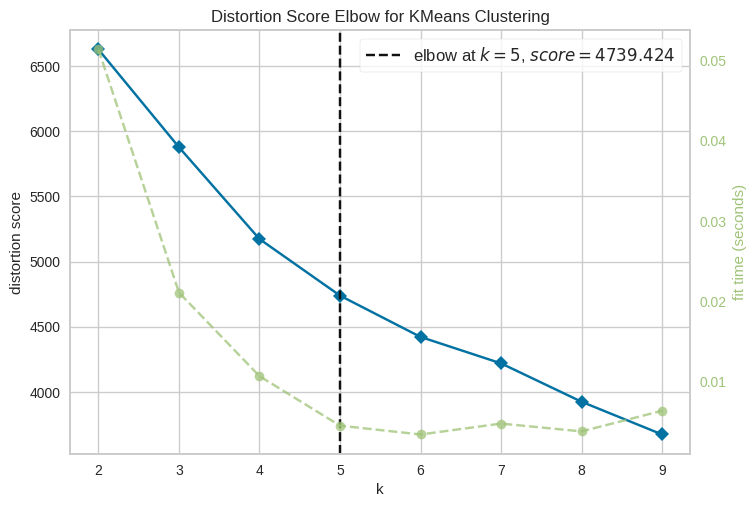 Distortion Score Elbow for KMeans Clustering
elbow at k = 5, score = 4739.424
6500
6000
5500
5000
4500
4000
distortion score
0.05
0.04
0.03
0.02
0.01
fit time (seconds)
2 3 4 5 6 7 8 9
k